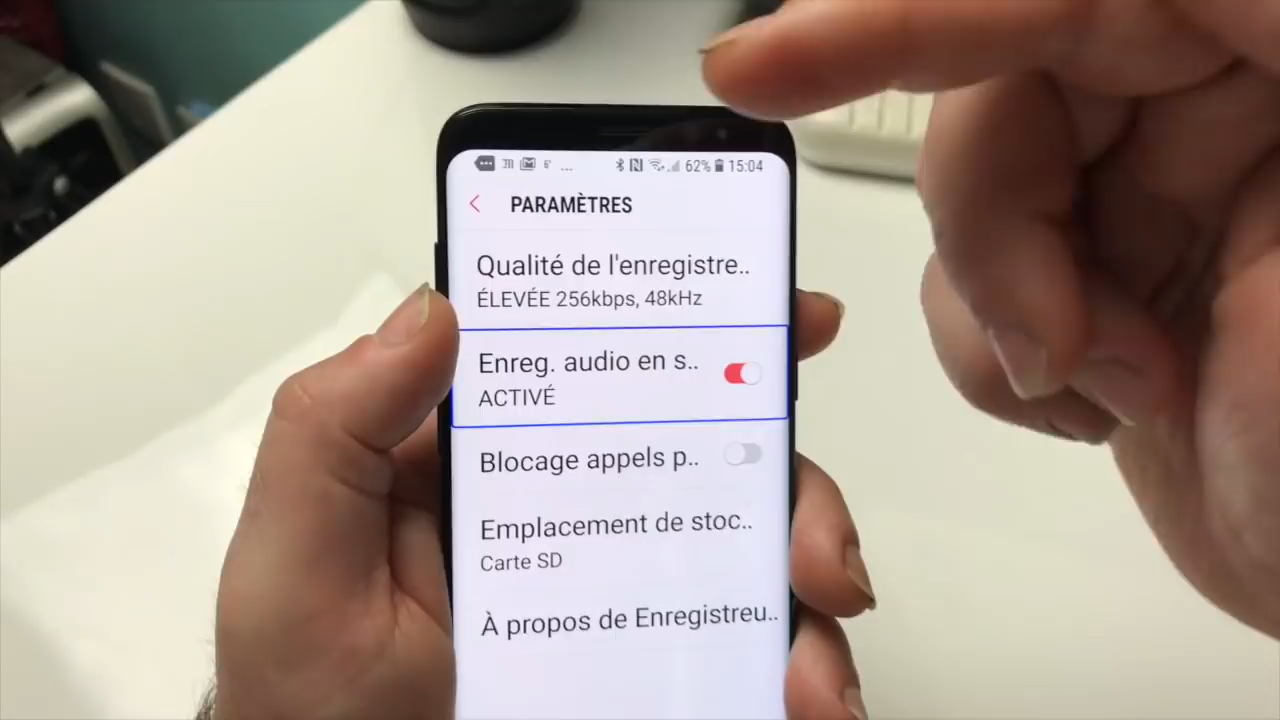 62% 15:04
PARAMÈTRES
Qualité de l'enregistre..
ÉLEVÉE 256kbps, 48kHz
Enreg. audio en s..
ACTIVÉ
Blocage appels p..
Emplacement de stoc..
Carte SD
À propos de Enregistreu..